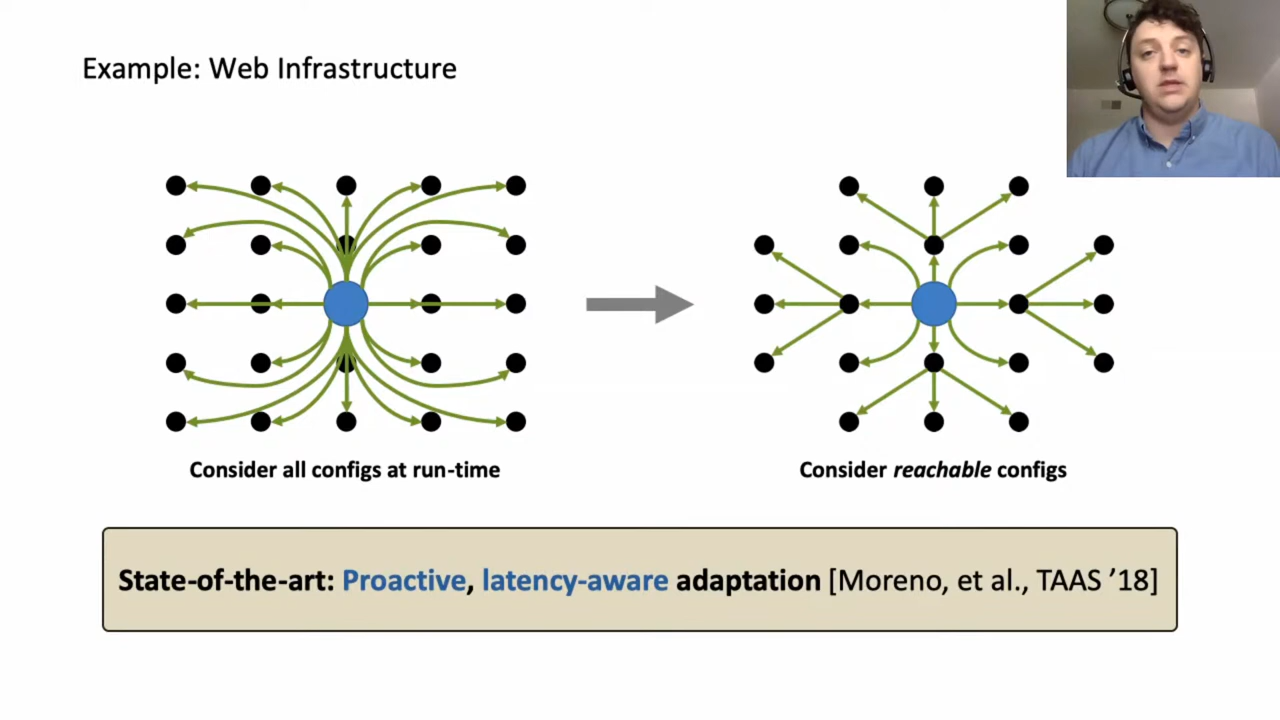 Example: Web Infrastructure
Consider all configs at run-time
Consider reachable configs
State-of-the-art: Proactive, latency-aware adaptation [Moreno, et al., TAAS ’18]